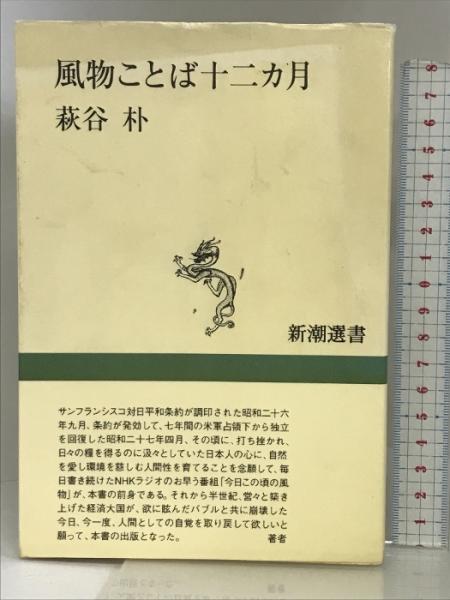 風物ことば十二カ月
萩谷 朴
新潮選書
サンフランシスコ対日平和条約が調印された昭和二十六
年九月、条約が発効して、七年間の米軍占領下から独立
を回復した昭和二十七年四月、その頃に、打ち挫かれ、
日々の糧を得るのに汲々としていた日本人の心に、自然
を愛し環境を慈しむ人間性を育てることを念願して、毎
日書き続けたNHKラジオのお早う番組「今日この頃の風
物」が、本書の前身である。それから半世紀、営々と築き
上げた経済大国が、欲に眩んだバブルと共に崩壊した
今日、今一度、人間としての自覚を取り戻して欲しいと
願って、本書の出版となった。 著者